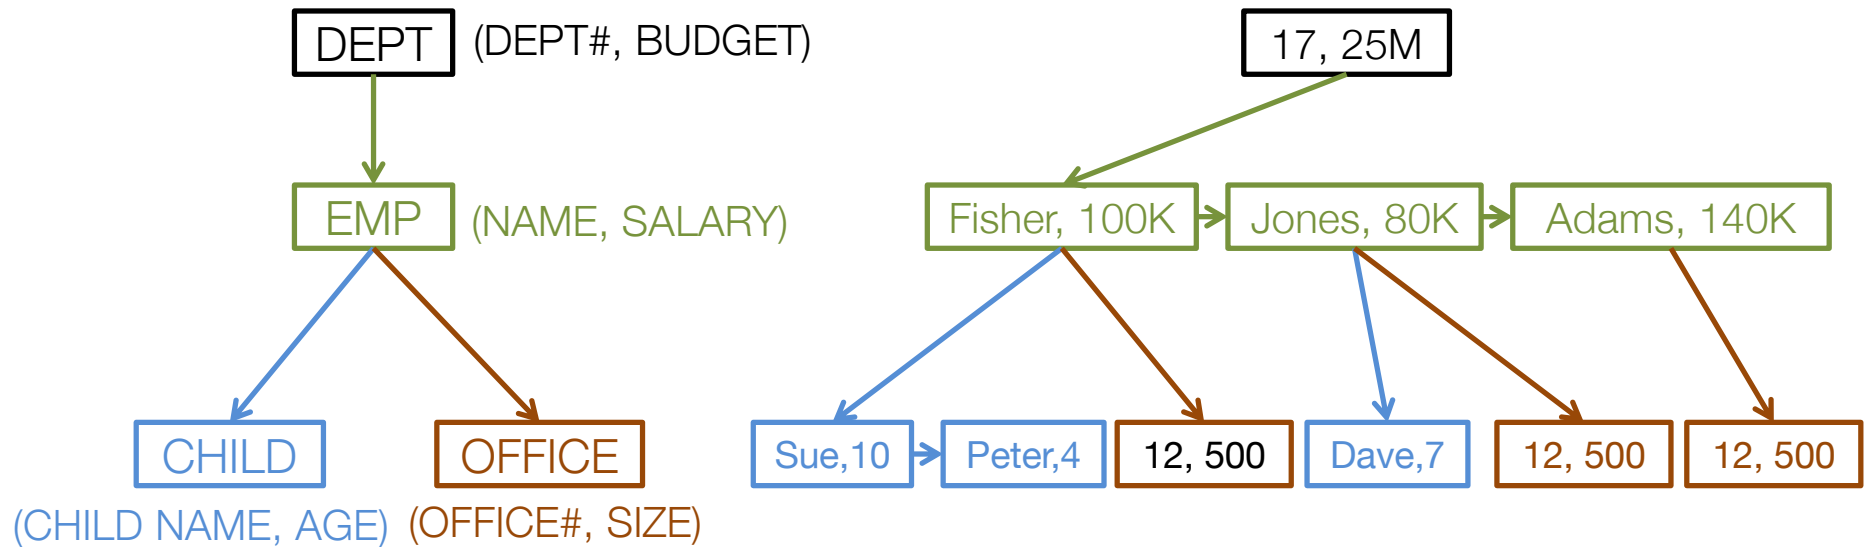 DEPT (DEPT#, BUDGET) 17, 25M
EMP (NAME, SALARY) Fisher, 100K Jones, 80K Adams, 140K
CHILD OFFICE Sue,10 Peter,4 12, 500 Dave,7 12, 500 12, 500
(CHILD NAME, AGE) (OFFICE#, SIZE)